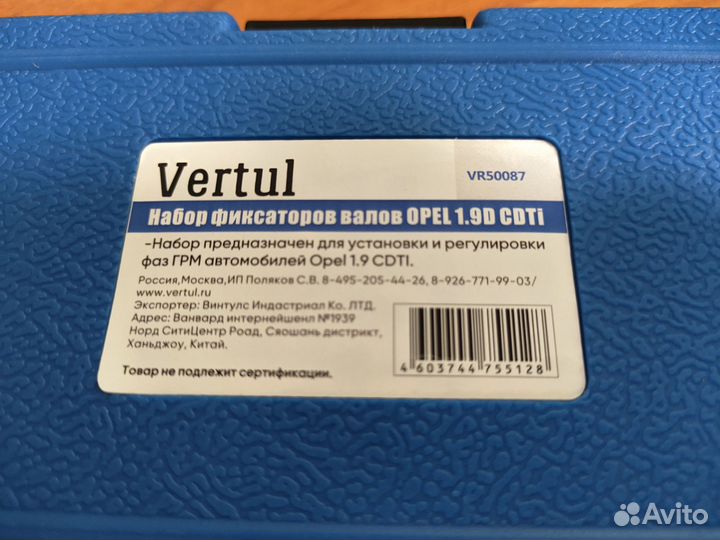 Vertul
VR50087
Набор фиксаторов валов OPEL 1.9D CDTi
-Набор предназначен для установки и регулировки
фаз ГРМ автомобилей Opel 1.9 CDTI.
Россия,Москва,ИП Поляков С.В. 8-495-205-44-26, 8-926-771-99-03/
www.vertul.ru
Экспортер: Винтулс Индастриал Ко. ЛТД.
Адрес: Ванвард интернейшенл №1939
Норд СитиЦентр Роад, Сяошань дистрикт,
Ханьджоу, Китай.
Товар не подлежит сертификации.
4 603744 755128
Avito